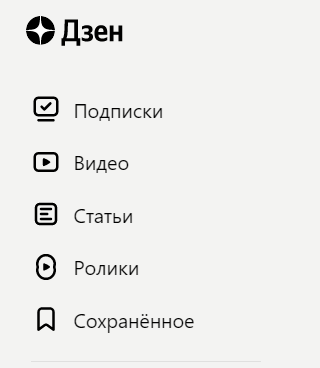 Дзен
Подписки
Видео
Статьи
Ролики
Сохранённое